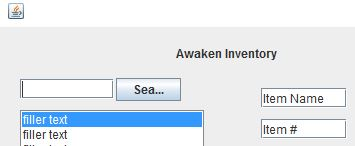 Awaken Inventory
Sea...
Item Name
filler text
Item #
filler text